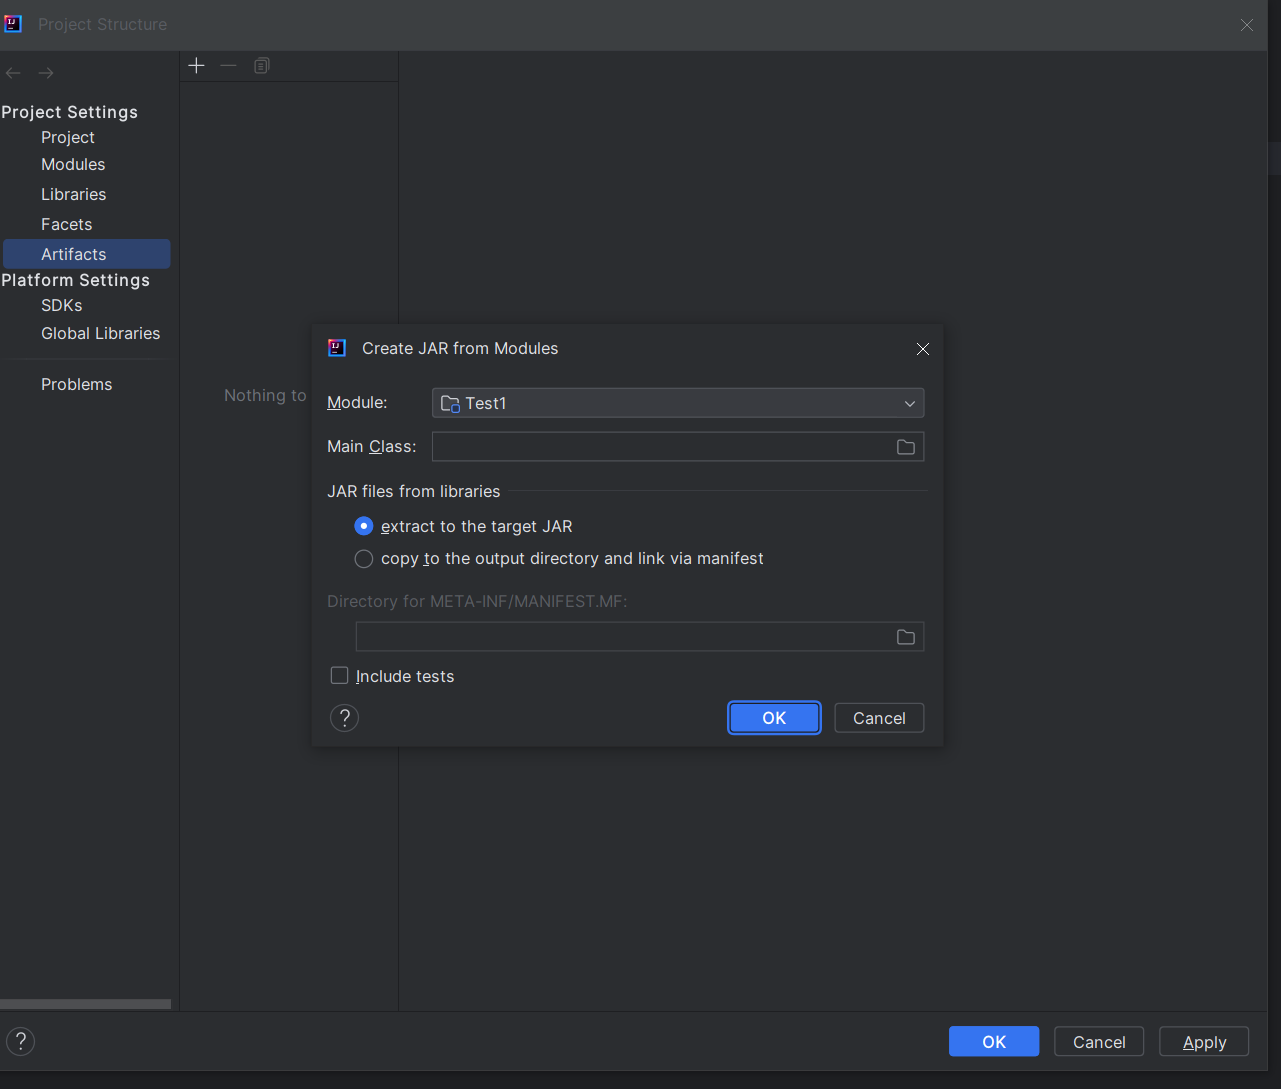 Project Structure
Project Settings
Project
Modules
Libraries
Facets
Artifacts
Platform Settings
SDKs
Global Libraries
Problems
Nothing to
Create JAR from Modules
Module: Test1
Main Class:
JAR files from libraries
extract to the target JAR
copy to the output directory and link via manifest
Directory for META-INF/MANIFEST.MF:
Include tests
? OK Cancel
? OK Cancel Apply